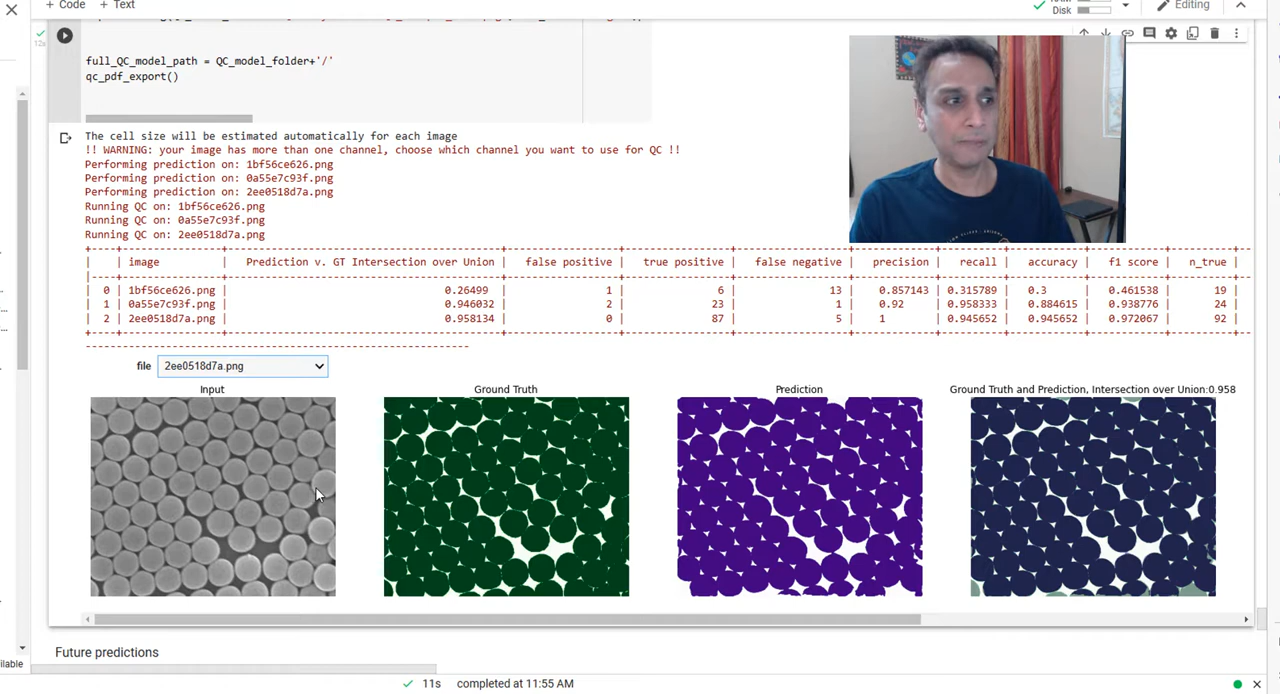 + Code + Text
Disk
Editing
12s
full_QC_model_path = QC_model_folder+'/'
qc_pdf_export()
The cell size will be estimated automatically for each image
!! WARNING: your image has more than one channel, choose which channel you want to use for QC !!
Performing prediction on: 1bf56ce626.png
Performing prediction on: 0a55e7c93f.png
Performing prediction on: 2ee0518d7a.png
Running QC on: 1bf56ce626.png
Running QC on: 0a55e7c93f.png
Running QC on: 2ee0518d7a.png
| | image | Prediction v. GT Intersection over Union | false positive | true positive | false negative | precision | recall | accuracy | f1 score | n_true |
| 0 | 1bf56ce626.png | 0.26499 | 1 | 6 | 13 | 0.857143 | 0.315789 | 0.3 | 0.461538 | 19 |
| 1 | 0a55e7c93f.png | 0.946032 | 2 | 23 | 1 | 0.92 | 0.958333 | 0.884615 | 0.938776 | 24 |
| 2 | 2ee0518d7a.png | 0.958134 | 0 | 87 | 5 | 1 | 0.945652 | 0.945652 | 0.972067 | 92 |
file 2ee0518d7a.png
Input Ground Truth Prediction Ground Truth and Prediction, Intersection over Union:0.958
Future predictions
ilable
11s completed at 11:55 AM